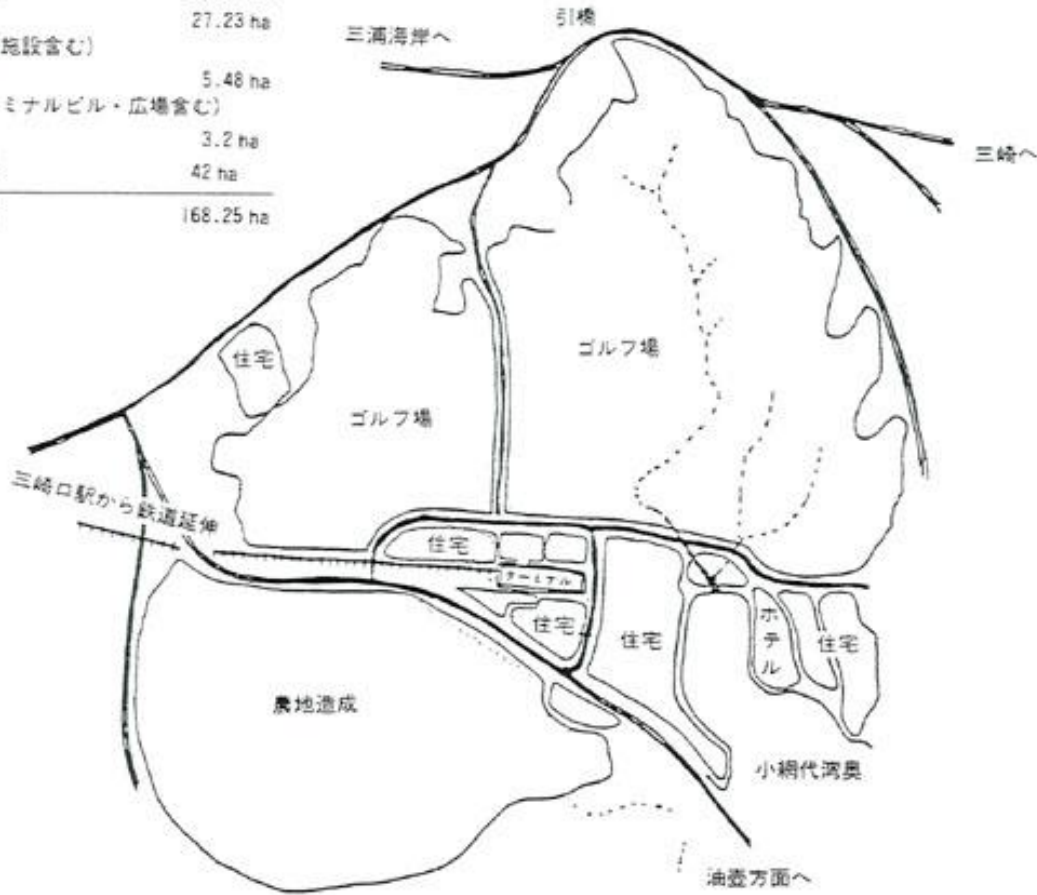 27.23 ha
施設含む)
5.48 ha
ミナルビル・広場含む)
3.2 ha
42 ha
168.25 ha
引橋
三浦海岸へ
三崎へ
住宅
ゴルフ場
ゴルフ場
三崎口駅から鉄道延伸
住宅
ターミナル
住宅
住宅
ホテル
住宅
農地造成
小網代湾奥
油壺方面へ